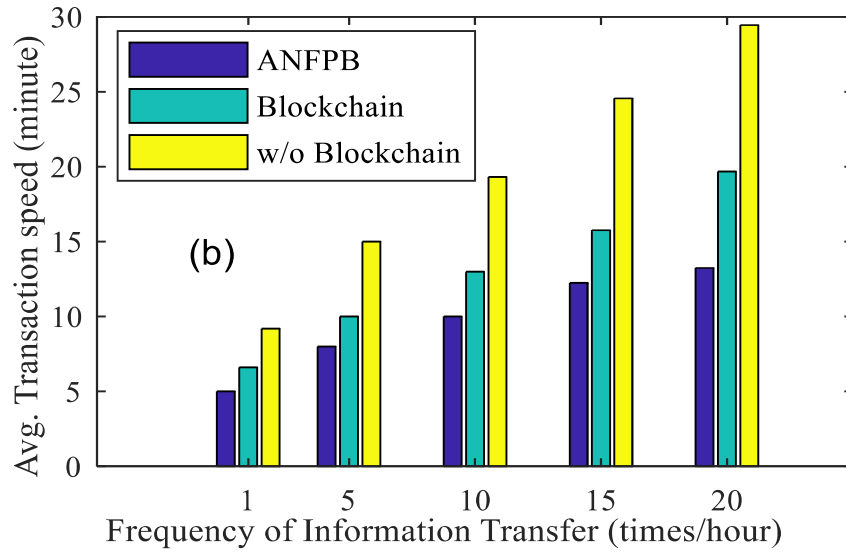 30
25
20
15
10
5
0
Avg. Transaction speed (minute)
ANFPB
Blockchain
w/o Blockchain
(b)
1 5 10 15 20
Frequency of Information Transfer (times/hour)